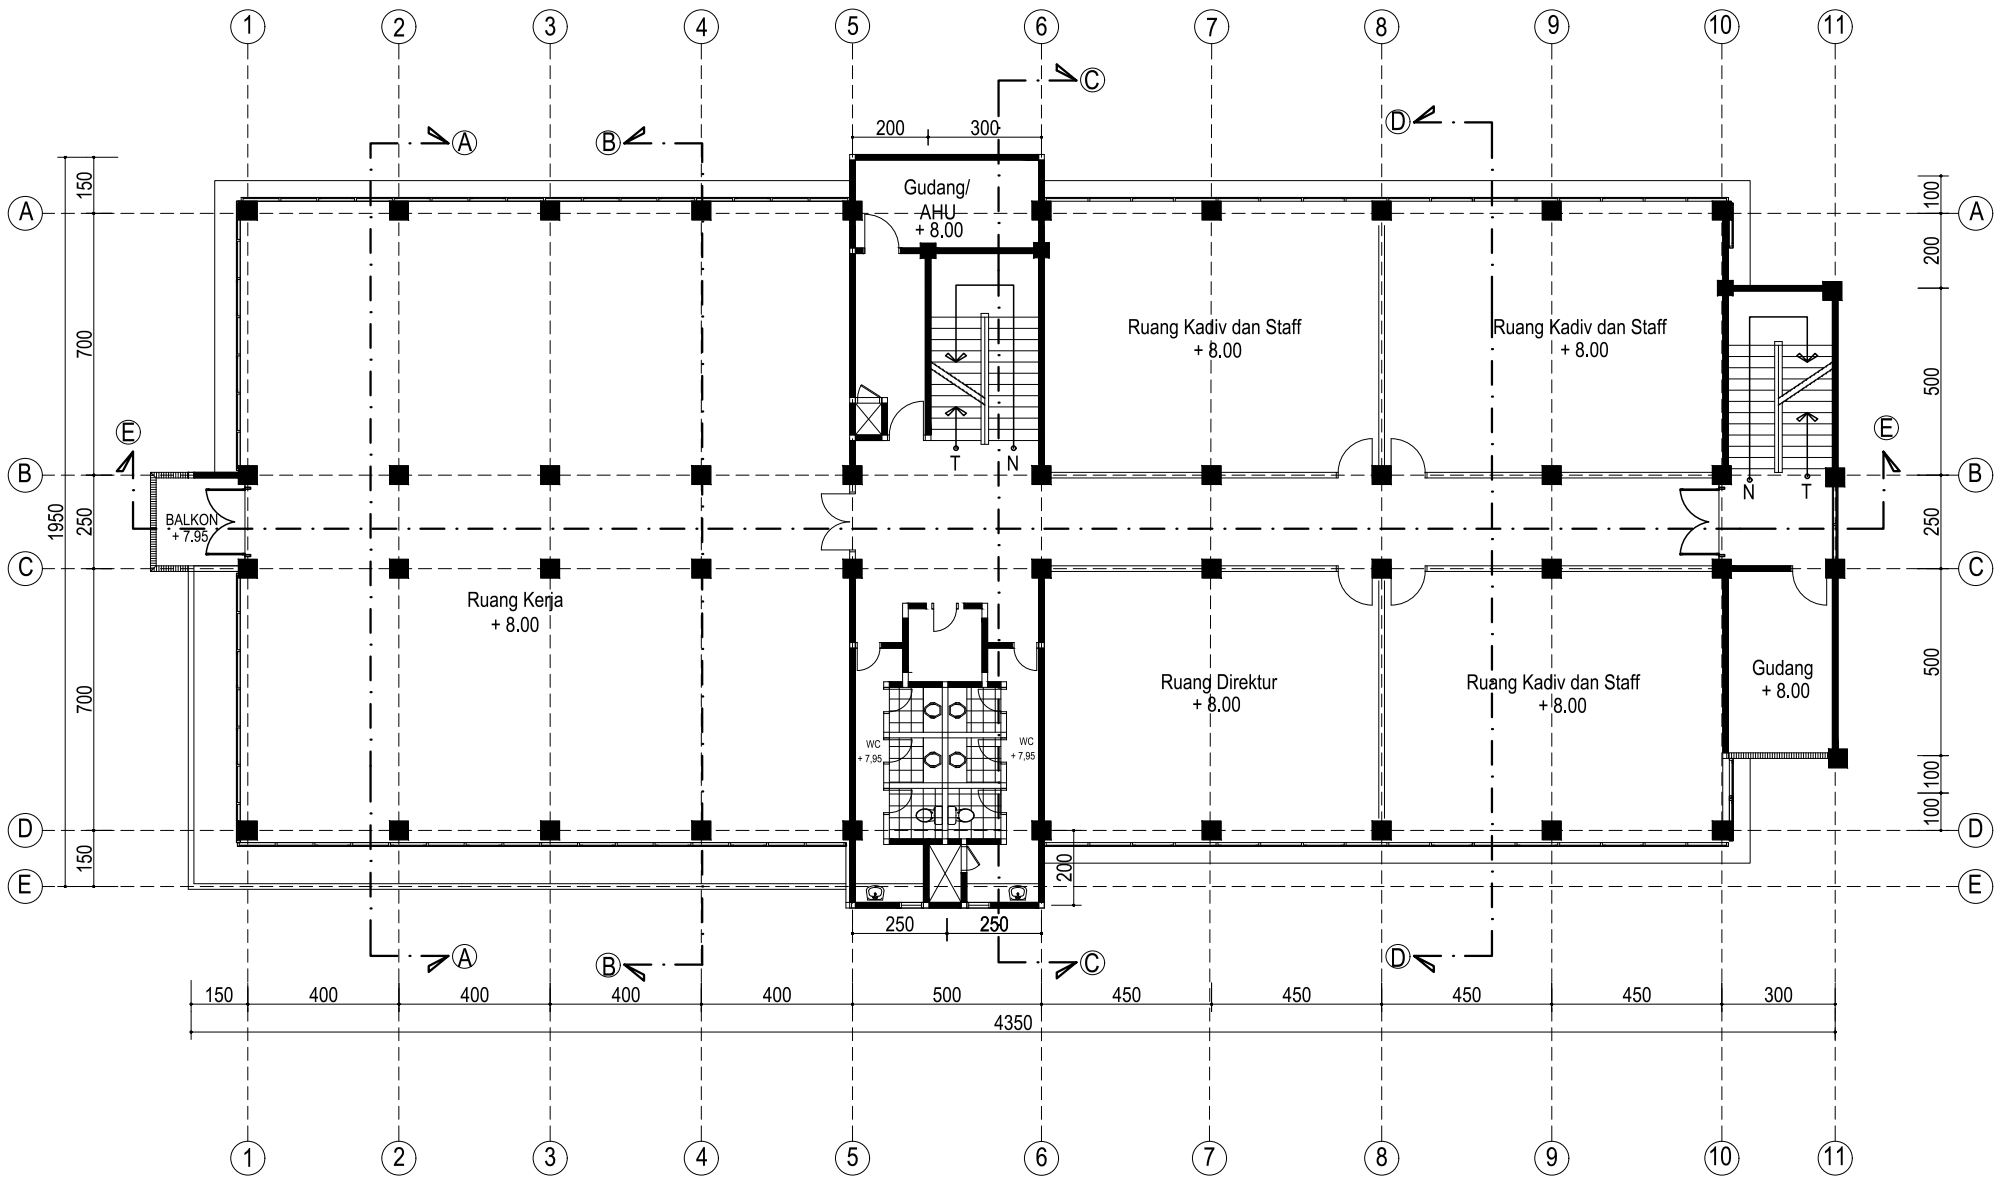 1 2 3 4 5 6 7 8 9 10 11
C
D
A B
200 300
150
Gudang/
AHU
+ 8.00
100
A A
200
700
Ruang Kadiv dan Staff
+ 8.00
Ruang Kadiv dan Staff
+ 8.00
500
E E
T N
N T
B B
1950
250
BALKON
+ 7.95
250
C C
Ruang Kerja
+ 8.00
700
Ruang Direktur
+ 8.00
Ruang Kadiv dan Staff
+ 8.00
Gudang
+ 8.00
500
WC
+ 7,95
WC
+ 7,95
100
100
D D
150
200
E E
250 250
A B C D
150 400 400 400 400 500 450 450 450 450 300
4350
1 2 3 4 5 6 7 8 9 10 11